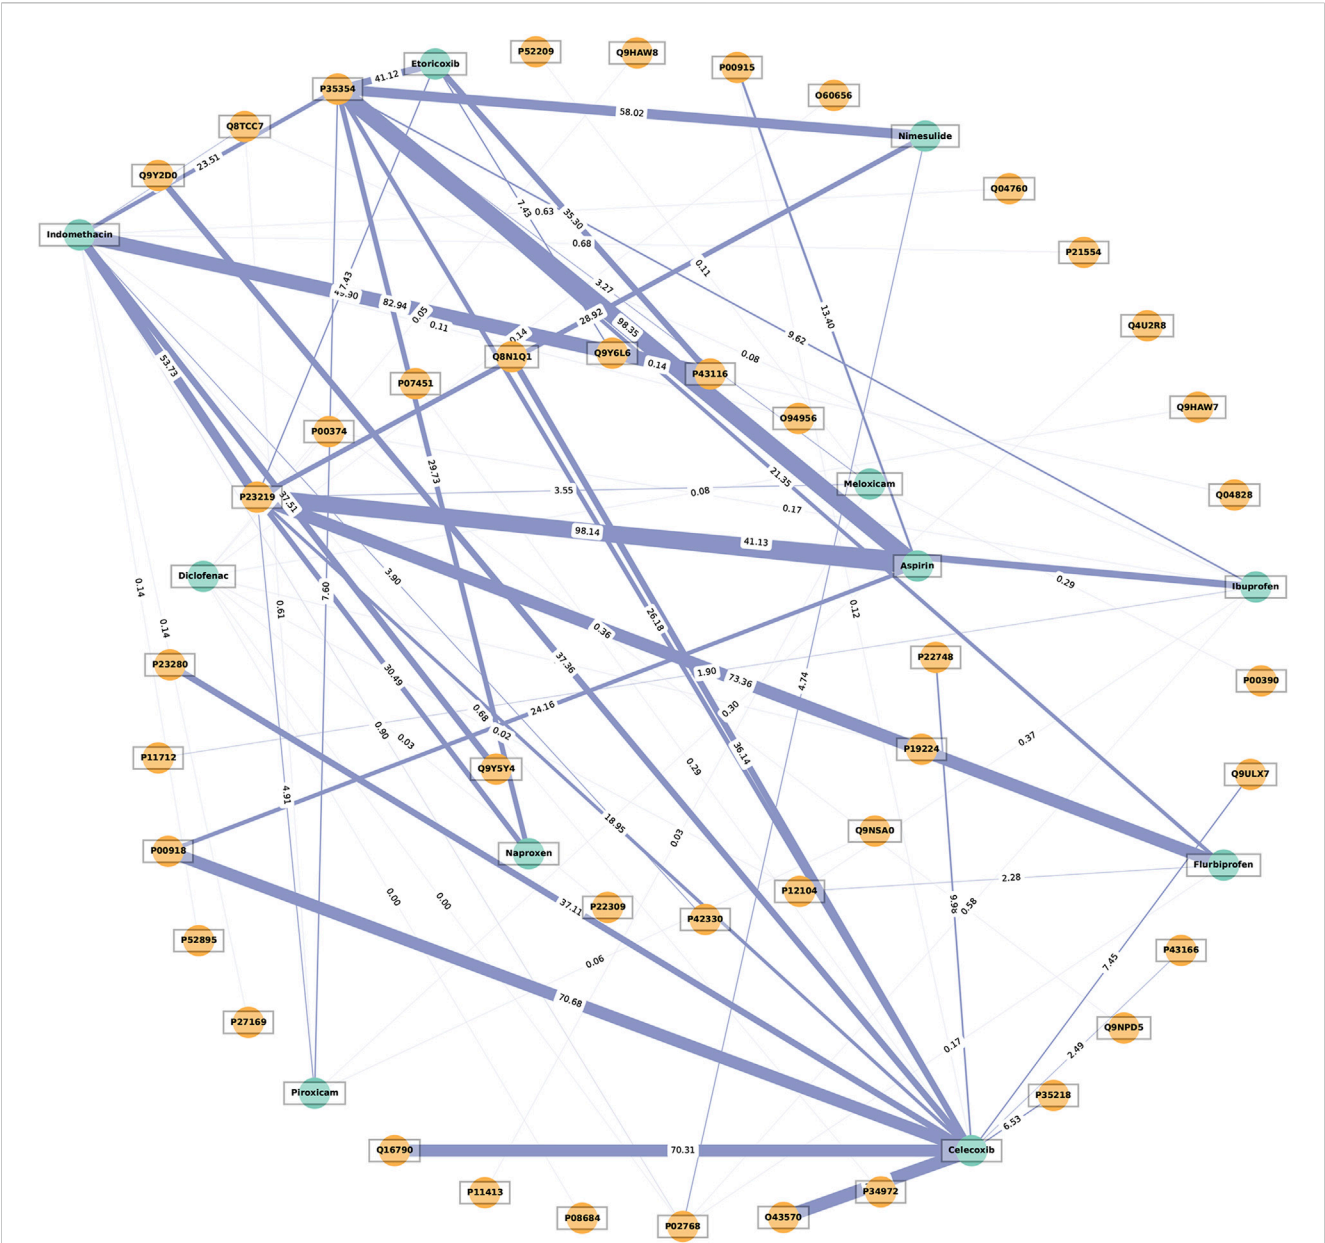 P52209
Q9HAW8
Etoricoxib
P00915
41.12
P35354
O60656
58.02
Q8TCC7
Nimesulide
23.51
Q9Y2D0
Q04760
7.43
0.63
35.30
Indomethacin
0.68
P21554
0.11
7.43
3.27
82.94
0.05
13.40
28.92
0.11
98.35
Q4U2R8
0.14
9.62
Q8N1Q1
Q9Y6L6
0.08
53.73
0.14
P43116
P07451
Q9HAW7
O94956
P00374
29.73
21.35
Meloxicam
3.55
0.08
Q04828
P23219
37.51
0.17
98.14
41.13
Aspirin
Diclofenac
3.90
0.29
Ibuprofen
0.14
7.60
0.61
0.12
0.14
26.18
0.36
P23280
37.36
P22748
30.49
1.90
73.36
4.74
P00390
24.16
0.68
0.30
0.90
0.02
0.03
0.37
P11712
36.14
P19224
Q9Y5Y4
0.29
Q9ULX7
4.91
18.95
Q9NSA0
P00918
0.03
Naproxen
Flurbiprofen
2.28
P12104
0.00
0.00
37.11
P22309
9.98
0.58
P42330
P52895
P43166
0.06
7.45
70.68
P27169
Q9NPD5
0.17
2.49
Piroxicam
P35218
6.53
Q16790
70.31
Celecoxib
P11413
P34972
P08684
O43570
P02768